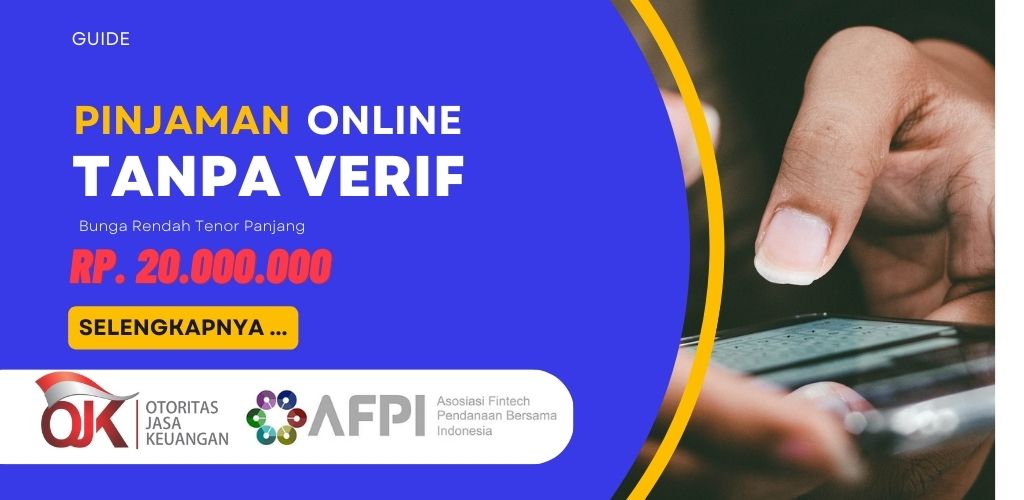 GUIDE
PINJAMAN ONLINE
TANPA VERIF
Bunga Rendah Tenor Panjang
RP. 20.000.000
SELENGKAPNYA ...
OJK
OTORITAS
JASA
KEUANGAN
AFPI
Asosiasi Fintech
Pendanaan Bersama
Indonesia